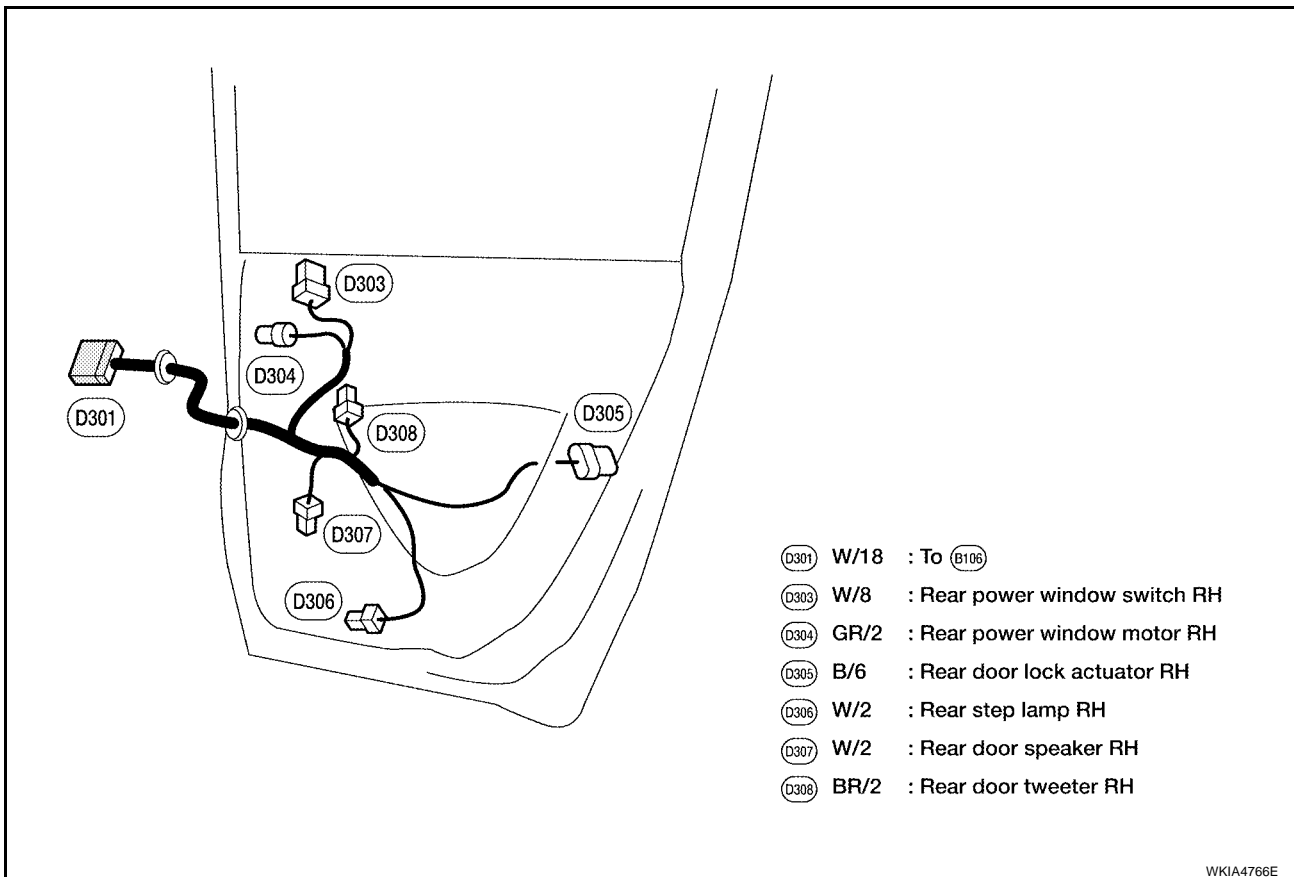 D303
D304
D301
D308
D305
D307
D306
D301 W/18 : To B106
D303 W/8 : Rear power window switch RH
D304 GR/2 : Rear power window motor RH
D305 B/6 : Rear door lock actuator RH
D306 W/2 : Rear step lamp RH
D307 W/2 : Rear door speaker RH
D308 BR/2 : Rear door tweeter RH
WKIA4766E